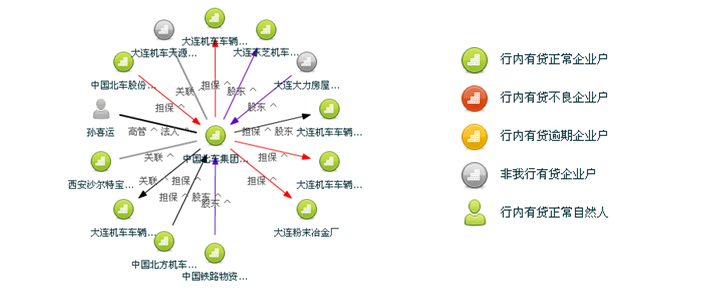 大连机车车辆...
大连机车天源...
大连大芝机车...
中国北车股份...
大连大力房屋...
关联 ^
担保 ^
股东 ^
担保 ^
股东 ^
孙喜运
高管 ^ 法人 ^
担保 ^ 股东 ^
大连机车车辆...
中国北车集团...
关联 ^
担保 ^
西安沙尔特宝...
大连机车车辆...
关联 ^ 担保 ^
担保 ^
担保 ^ 股东 ^
股东 ^
大连机车车辆...
大连粉末冶金厂
中国北方机车...
中国铁路物资...
行内有贷正常企业户
行内有贷不良企业户
行内有贷逾期企业户
非我行有贷企业户
行内有贷正常自然人